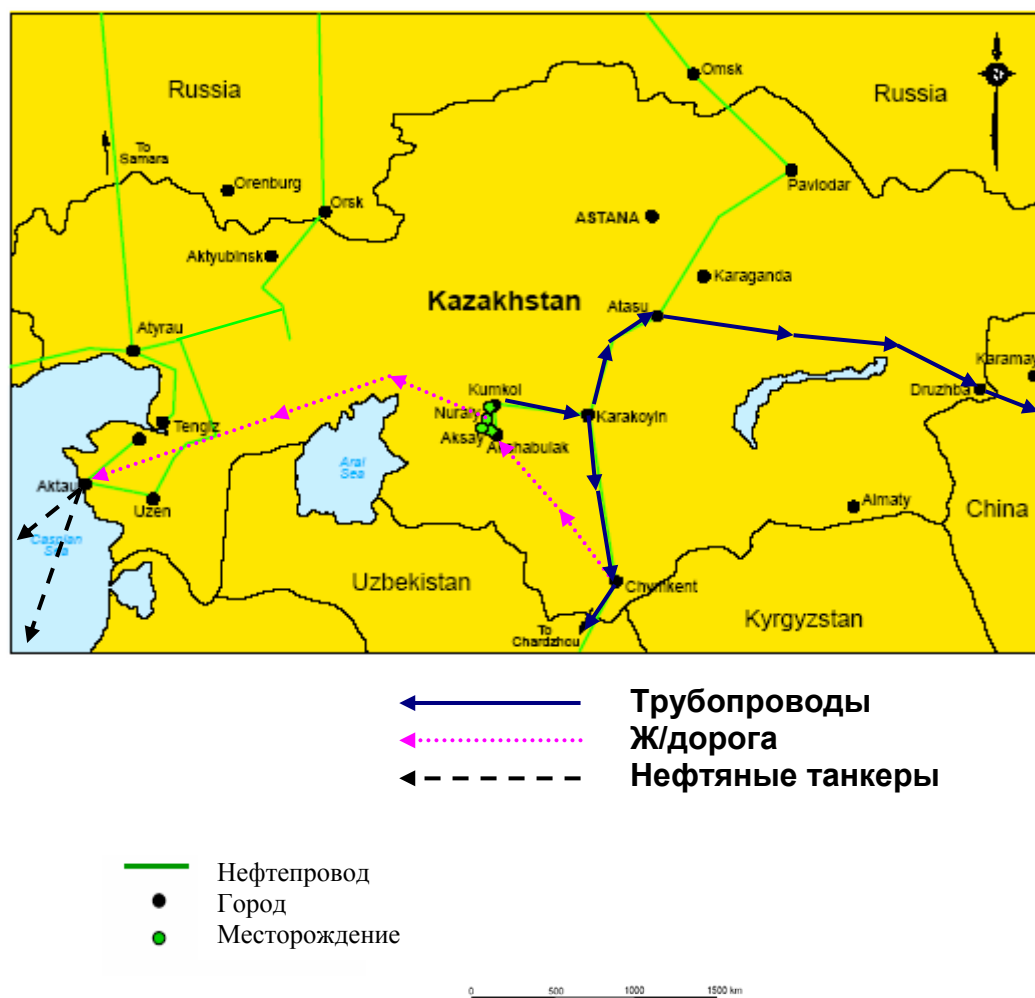 Omsk
Russia
Russia
To
Samara
Pavlodar
Orenburg
Orsk
ASTANA
Aktyubinsk
Karaganda
Kazakhstan
Atasu
Atyrau
Karamay
Druzhba
Kumkol
Nuraly
Karakoyin
Tengiz
Aksay
Akshabulak
Aral
Sea
Aktau
Uzen
Almaty
China
Caspian
Sea
Uzbekistan
Chymkent
Kyrgyzstan
To
Chardzhou
Трубопроводы
Ж/дорога
Нефтяные танкеры
Нефтепровод
Город
Месторождение
0 500 1000 1500 km